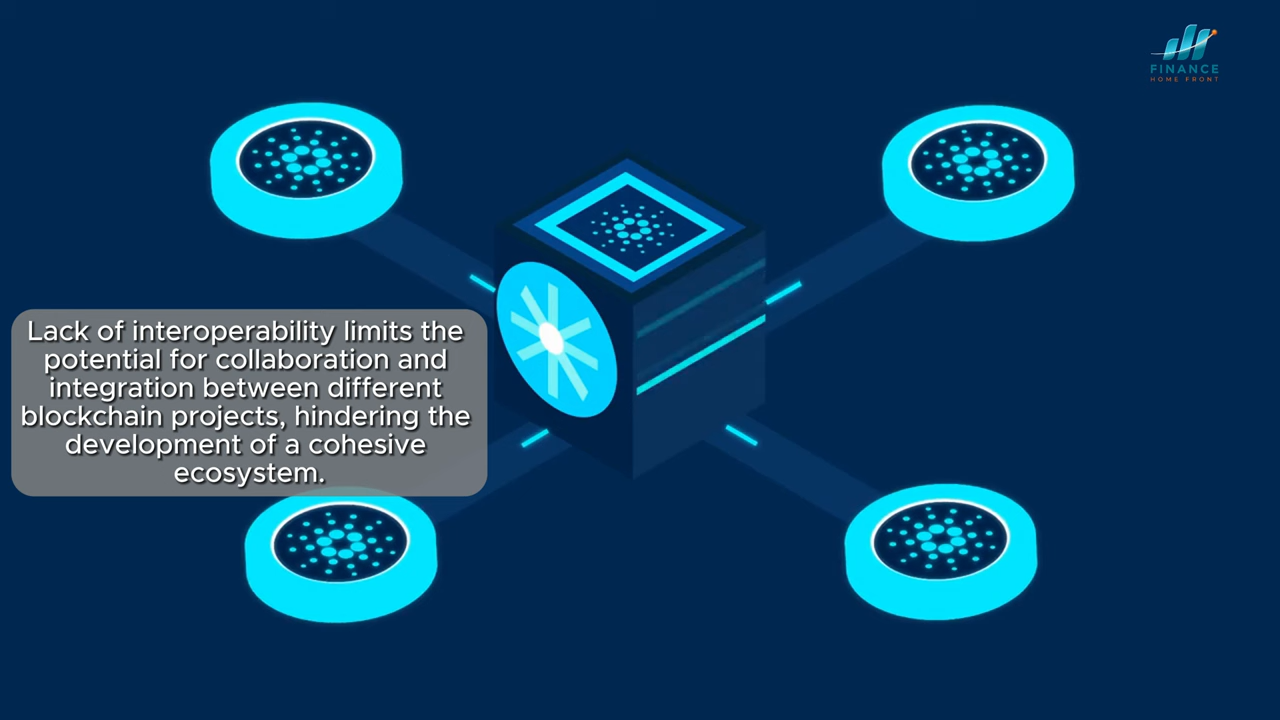 FINANCE
HOME FRONT
Lack of interoperability limits the
potential for collaboration and
integration between different
blockchain projects, hindering the
development of a cohesive
ecosystem.